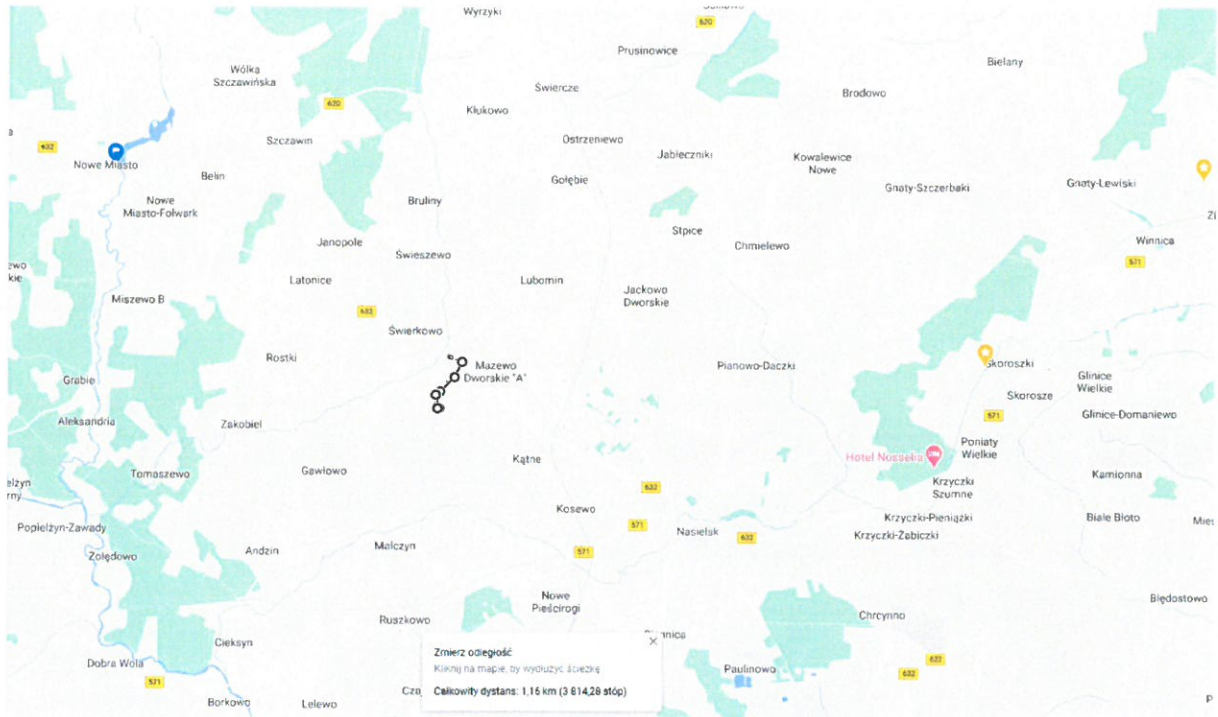 Wyrzyki
620
Prusinowice
Bielany
Wólka
Szczawińska
Świercze
Brodowo
620
Klukowo
Szczawin
Ostrzeniewo
632
Jabłeczniki
Kowalewice
Nowe
Nowe Miasto
Belin
Gołębie
Gnaty-Szczerbaki
Gnaty-Lewiski
Nowe
Miasto-Folwark
Bruliny
Stpice
Janopole
Chmielewo
Winnica
Świeszewo
571
Latonice
Lubomin
Jackowo
Dworskie
Miszewo B
632
Świerkowo
Rostki
Mazewo
Dworskie "A"
Pianowo-Daczki
Skoroszki
Glinice
Wielkie
Grabie
Skorosze
571
Glinice-Domaniewo
Aleksandria
Zakobiel
Poniaty
Wielkie
Hotel Nosselia
Kątne
Gawłowo
Tomaszewo
Kamionna
Krzyczki
Szumne
632
Kosewo
Krzyczki-Pieniążki
Białe Błoto
Popielżyn-Zawady
571
Nasielsk
632
Krzyczki-Żabiczki
Żołędowo
Andzin
Malczyn
571
Nowe
Pieścirogi
Błędostowo
Ruszkowo
Chrcynno
Cieksyn
Zmierz odległość
Kliknij na mapie, by wydłużyć ścieżkę
Całkowity dystans: 1,16 km (3 814,28 stóp)
Dobra Wola
571
632
632
Paulinowo
Borkowo
Lelewo